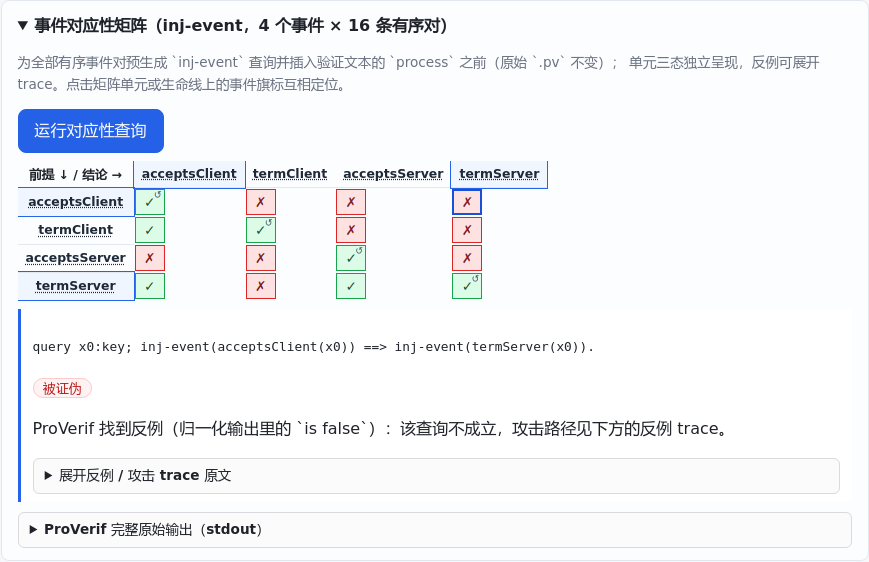 ▼ 事件对应性矩阵（inj-event，4 个事件 × 16 条有序对）
为全部有序事件对预生成 `inj-event` 查询并插入验证文本的 `process` 之前（原始 `.pv` 不变）； 单元三态独立呈现，反例可展开
trace。点击矩阵单元或生命线上的事件旗标互相定位。
运行对应性查询
前提 ↓ / 结论 → acceptsClient termClient acceptsServer termServer
acceptsClient ✓↺ ✗ ✗ ✗
termClient ✓ ✓↺ ✗ ✗
acceptsServer ✗ ✗ ✓↺ ✗
termServer ✓ ✗ ✓ ✓↺
query x0:key; inj-event(acceptsClient(x0)) ==> inj-event(termServer(x0)).
被证伪
ProVerif 找到反例（归一化输出里的 `is false`）：该查询不成立，攻击路径见下方的反例 trace。
▶ 展开反例 / 攻击 trace 原文
▶ ProVerif 完整原始输出（stdout）